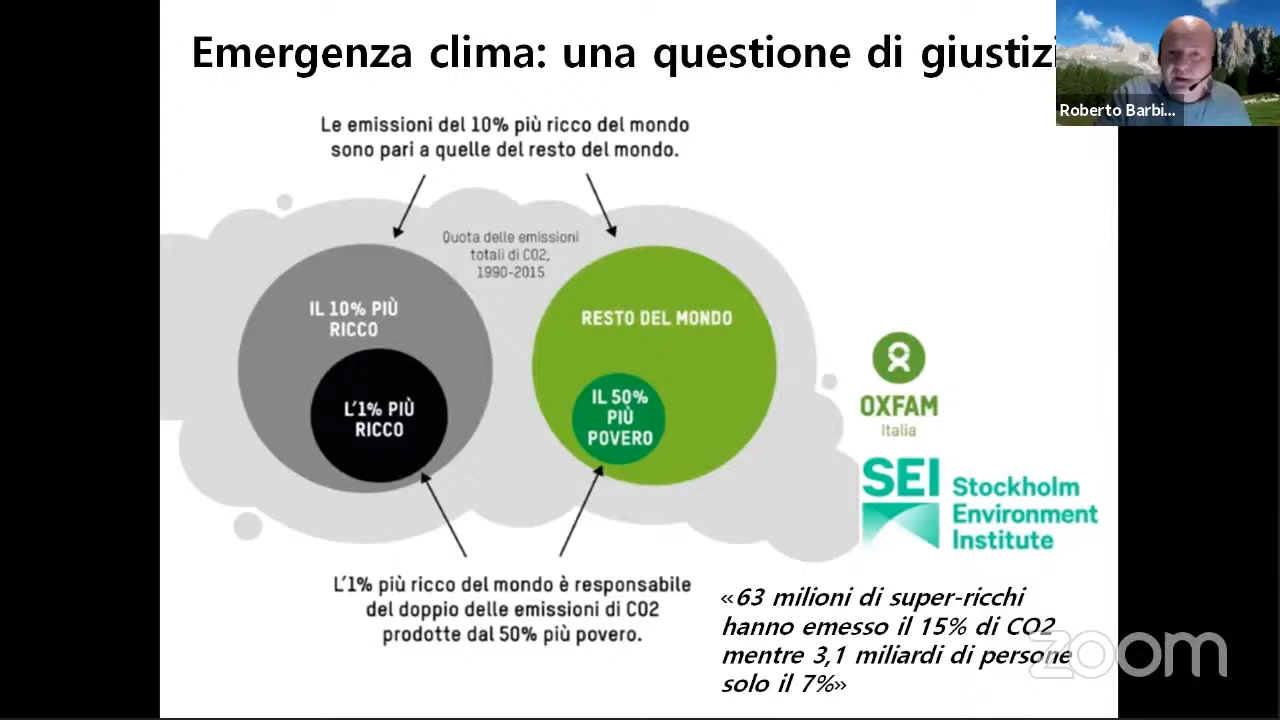 Emergenza clima: una questione di giustizi
Roberto Barbi...
Le emissioni del 10% più ricco del mondo
sono pari a quelle del resto del mondo.
Quota delle emissioni
totali di CO2,
1990-2015
IL 10% PIÙ
RICCO
RESTO DEL MONDO
L'1% PIÙ
RICCO
IL 50%
PIÙ
POVERO
OXFAM
Italia
SEI Stockholm
Environment
Institute
L'1% più ricco del mondo è responsabile
del doppio delle emissioni di CO2
prodotte dal 50% più povero.
«63 milioni di super-ricchi
hanno emesso il 15% di CO2
mentre 3,1 miliardi di persone
solo il 7%»
zoom